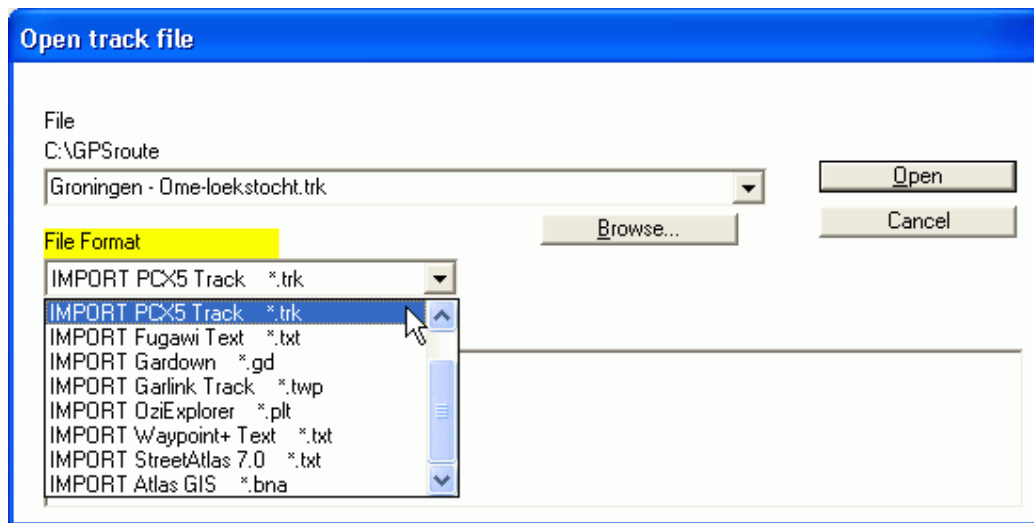 Open track file
File
C:\GPSroute
Groningen - Ome-loekstocht.trk
Open
Browse...
Cancel
File Format
IMPORT PCX5 Track *.trk
IMPORT PCX5 Track *.trk
IMPORT Fugawi Text *.txt
IMPORT Gardown *.gd
IMPORT Garlink Track *.twp
IMPORT OziExplorer *.plt
IMPORT Waypoint+ Text *.txt
IMPORT StreetAtlas 7.0 *.txt
IMPORT Atlas GIS *.bna